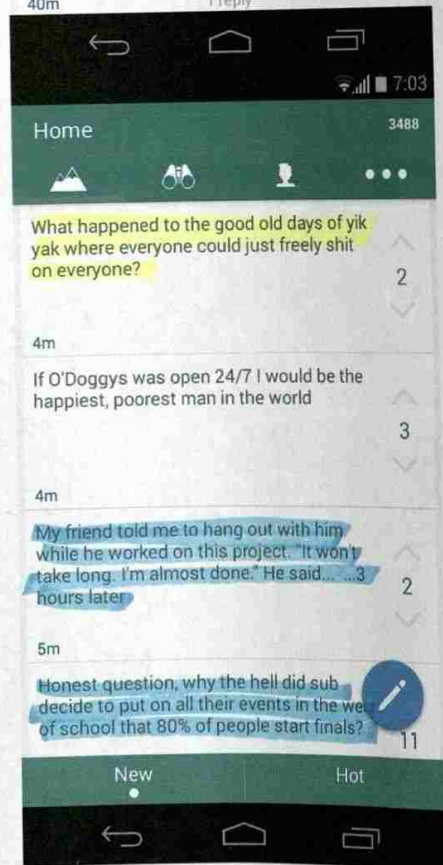 40m
1 reply
7:03
Home
3488
What happened to the good old days of yik
yak where everyone could just freely shit
on everyone?
2
4m
If O'Doggys was open 24/7 I would be the
happiest, poorest man in the world
3
4m
My friend told me to hang out with him
while he worked on this project. "It won't
take long. I'm almost done." He said... ...3
hours later
2
5m
Honest question, why the hell did sub
decide to put on all their events in the
of school that 80% of people start finals?
11
New
Hot